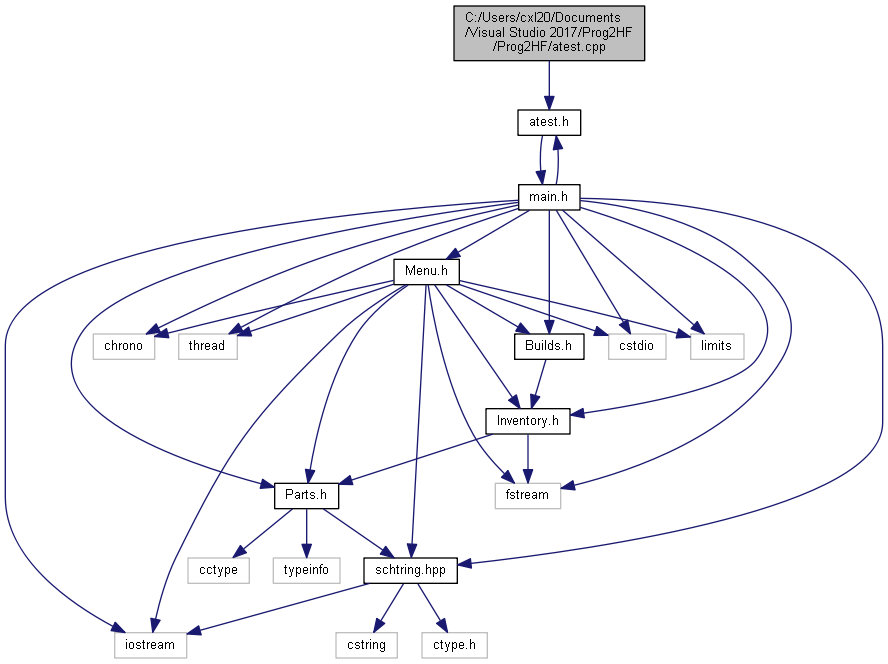 C:/Users/cxl20/Documents
/Visual Studio 2017/Prog2HF
/Prog2HF/atest.cpp
atest.h
main.h
Menu.h
chrono
thread
Builds.h
cstdio
limits
Inventory.h
Parts.h
fstream
cctype
typeinfo
schtring.hpp
iostream
cstring
ctype.h